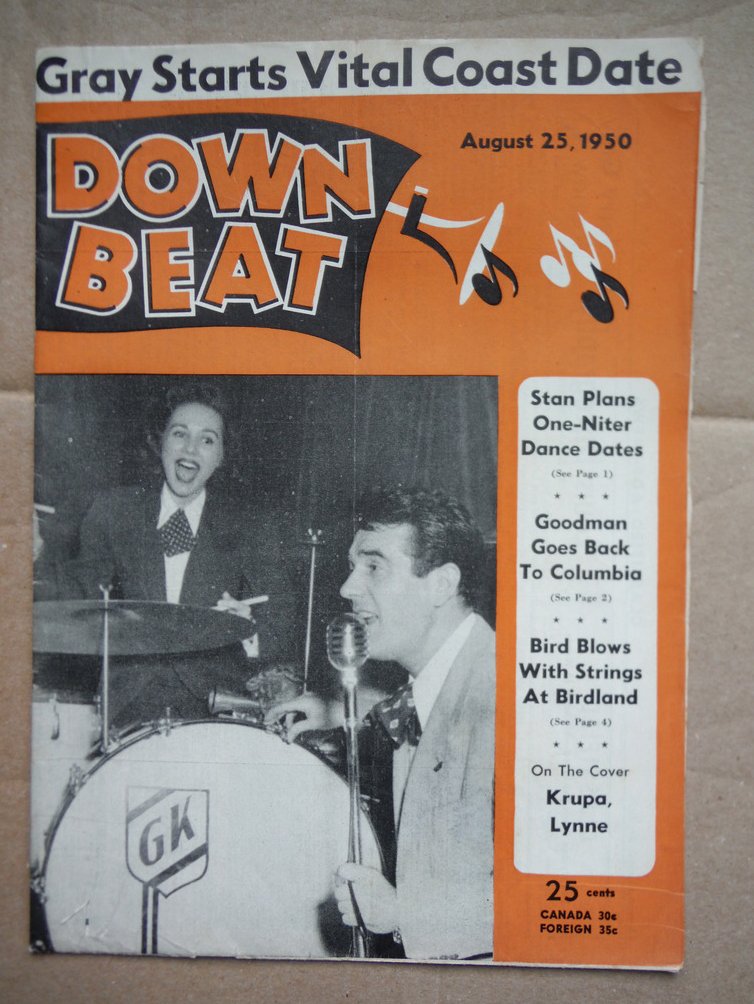 Gray Starts Vital Coast Date
DOWN
BEAT
August 25, 1950
Stan Plans
One-Niter
Dance Dates
(See Page 1)
★ ★ ★
Goodman
Goes Back
To Columbia
(See Page 2)
★ ★ ★
Bird Blows
With Strings
At Birdland
(See Page 4)
★ ★ ★
On The Cover
Krupa,
Lynne
25 cents
CANADA 30c
FOREIGN 35c
GK